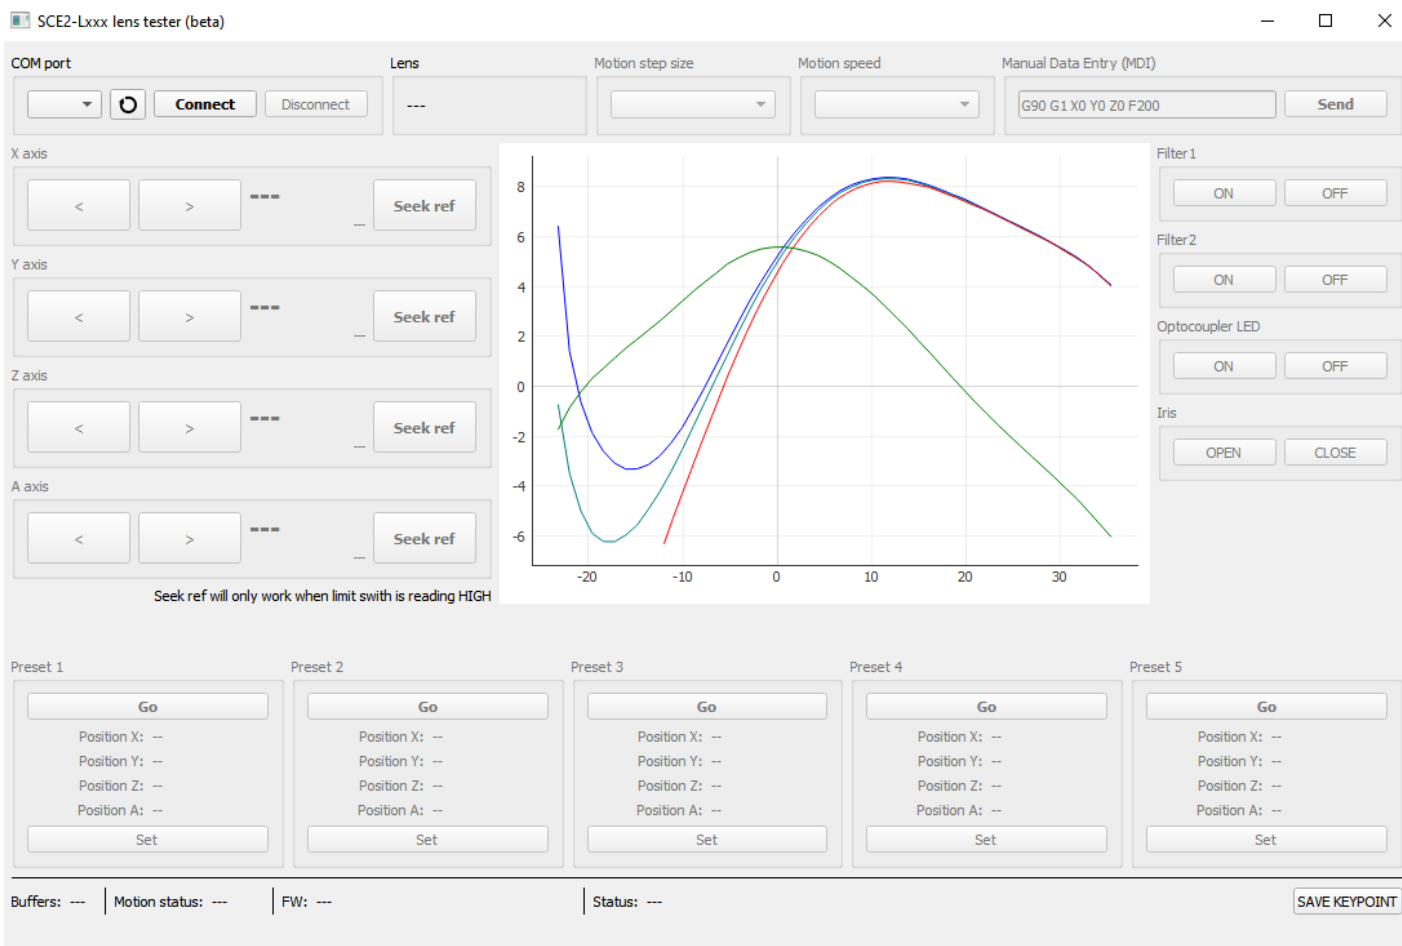 SCE2-Lxxx lens tester (beta)
COM port
Lens
Motion step size
Motion speed
Manual Data Entry (MDI)
Connect
Disconnect
---
G90 G1 X0 Y0 Z0 F200
Send
X axis
<
>
---
---
Seek ref
Y axis
<
>
---
---
Seek ref
Z axis
<
>
---
---
Seek ref
A axis
<
>
---
---
Seek ref
Seek ref will only work when limit swith is reading HIGH
8
6
4
2
0
-2
-4
-6
-20
-10
0
10
20
30
Filter1
ON
OFF
Filter2
ON
OFF
Optocoupler LED
ON
OFF
Iris
OPEN
CLOSE
Preset 1
Go
Position X: --
Position Y: --
Position Z: --
Position A: --
Set
Preset 2
Go
Position X: --
Position Y: --
Position Z: --
Position A: --
Set
Preset 3
Go
Position X: --
Position Y: --
Position Z: --
Position A: --
Set
Preset 4
Go
Position X: --
Position Y: --
Position Z: --
Position A: --
Set
Preset 5
Go
Position X: --
Position Y: --
Position Z: --
Position A: --
Set
Buffers: ---
Motion status: ---
FW: ---
Status: ---
SAVE KEYPOINT